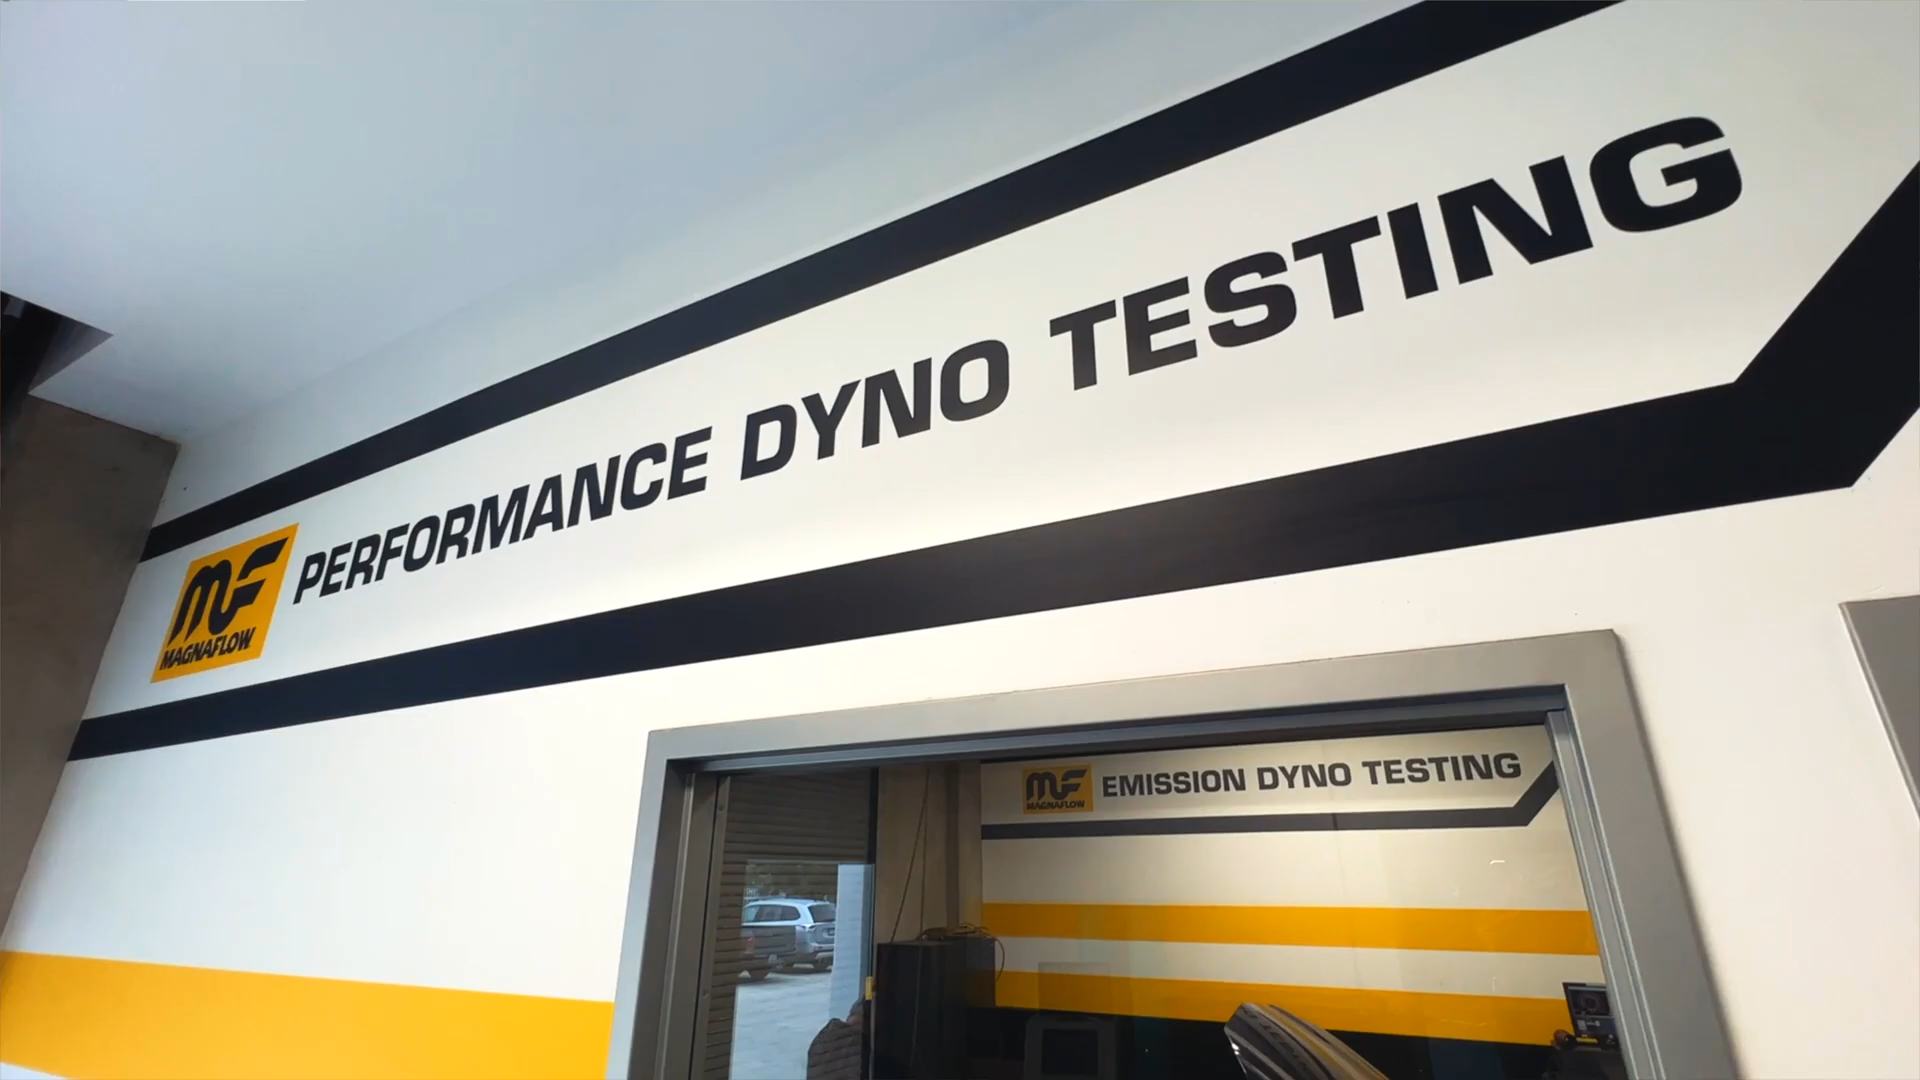 MF
MAGNAFLOW
PERFORMANCE DYNO TESTING
MF
MAGNAFLOW
EMISSION DYNO TESTING